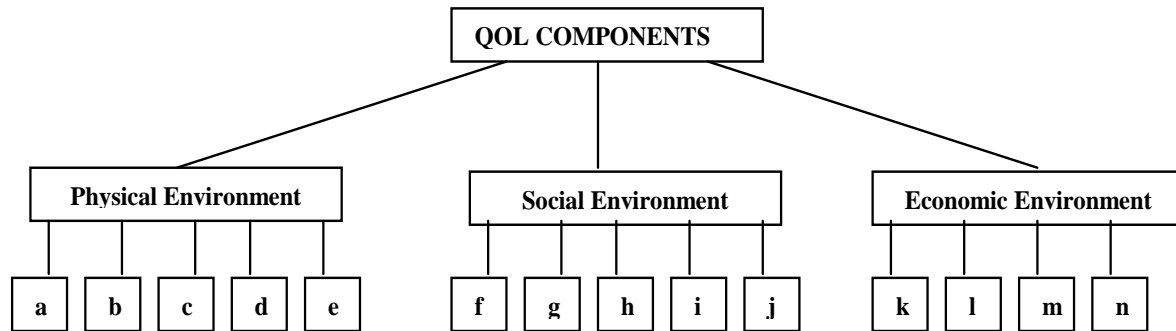 QOL COMPONENTS
Physical Environment
Social Environment
Economic Environment
a b c d e f g h i j k l m n